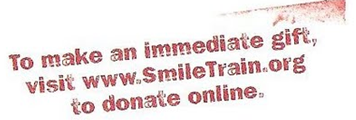 To make an immediate gift,
visit www.SmileTrain.org
to donate online.